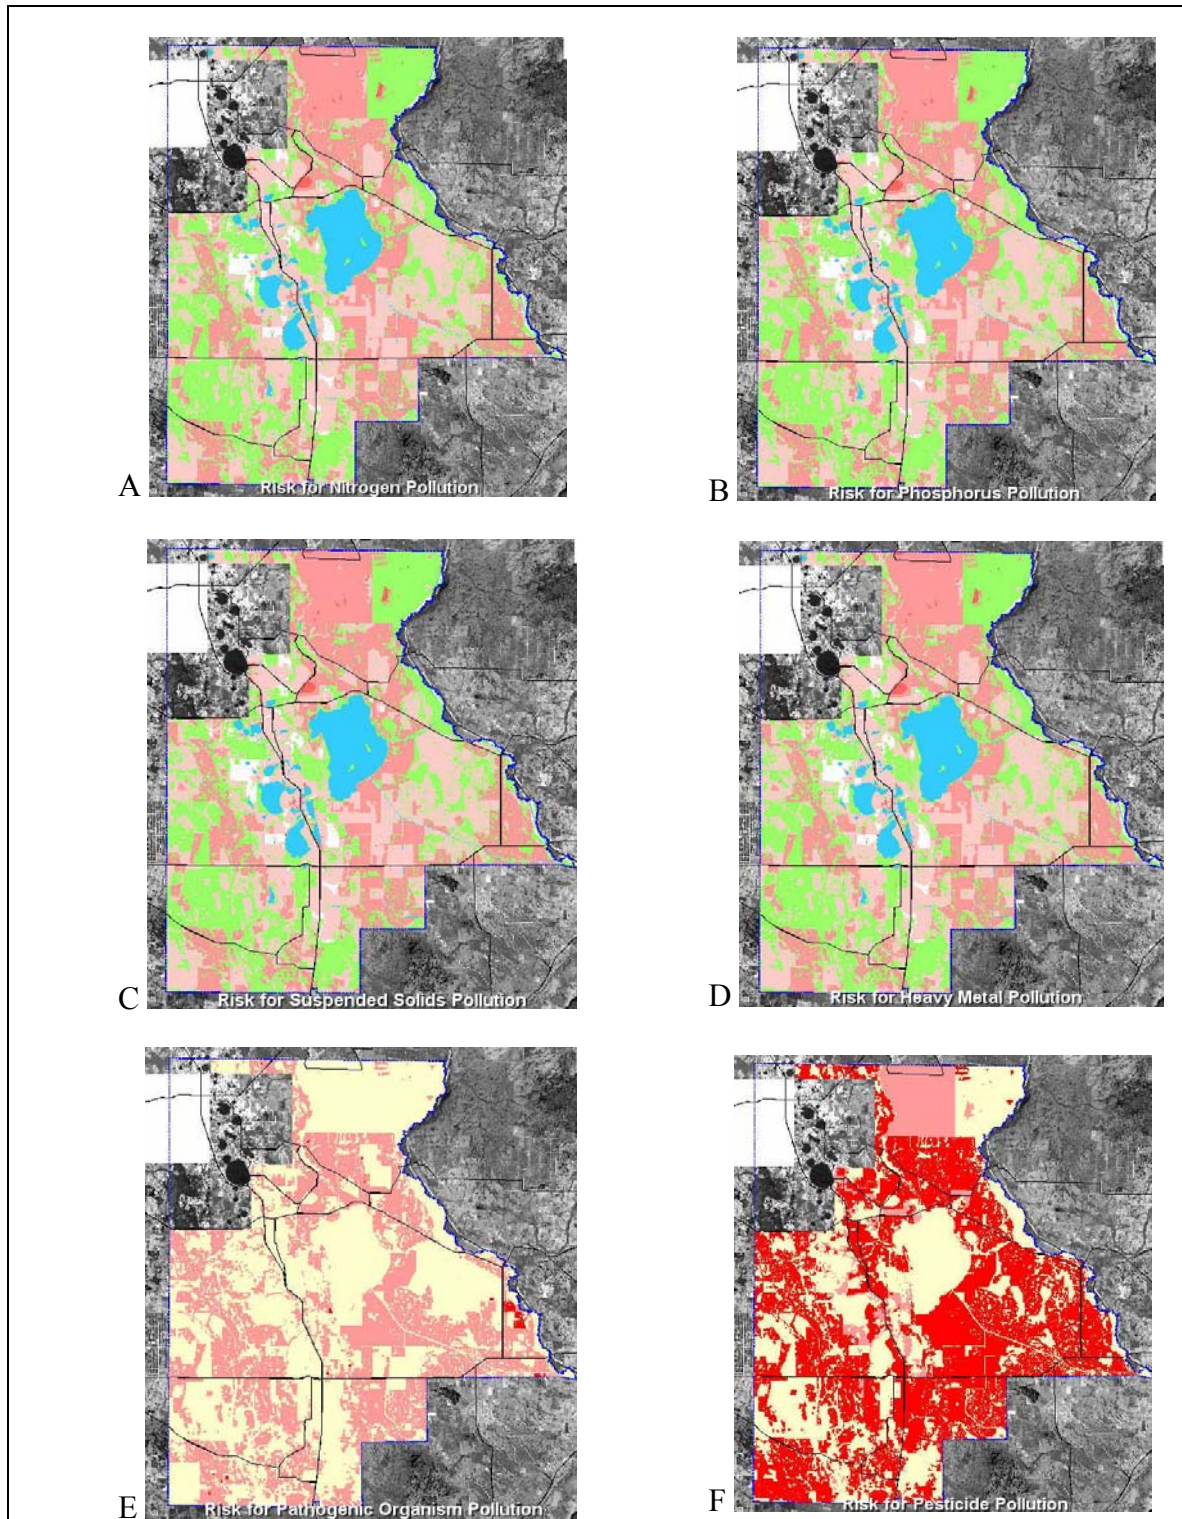 A
Risk for Nitrogen Pollution
B
Risk for Phosphorus Pollution
C
Risk for Suspended Solids Pollution
D
Risk for Heavy Metal Pollution
E
Risk for Pathogenic Organism Pollution
F
Risk for Pesticide Pollution